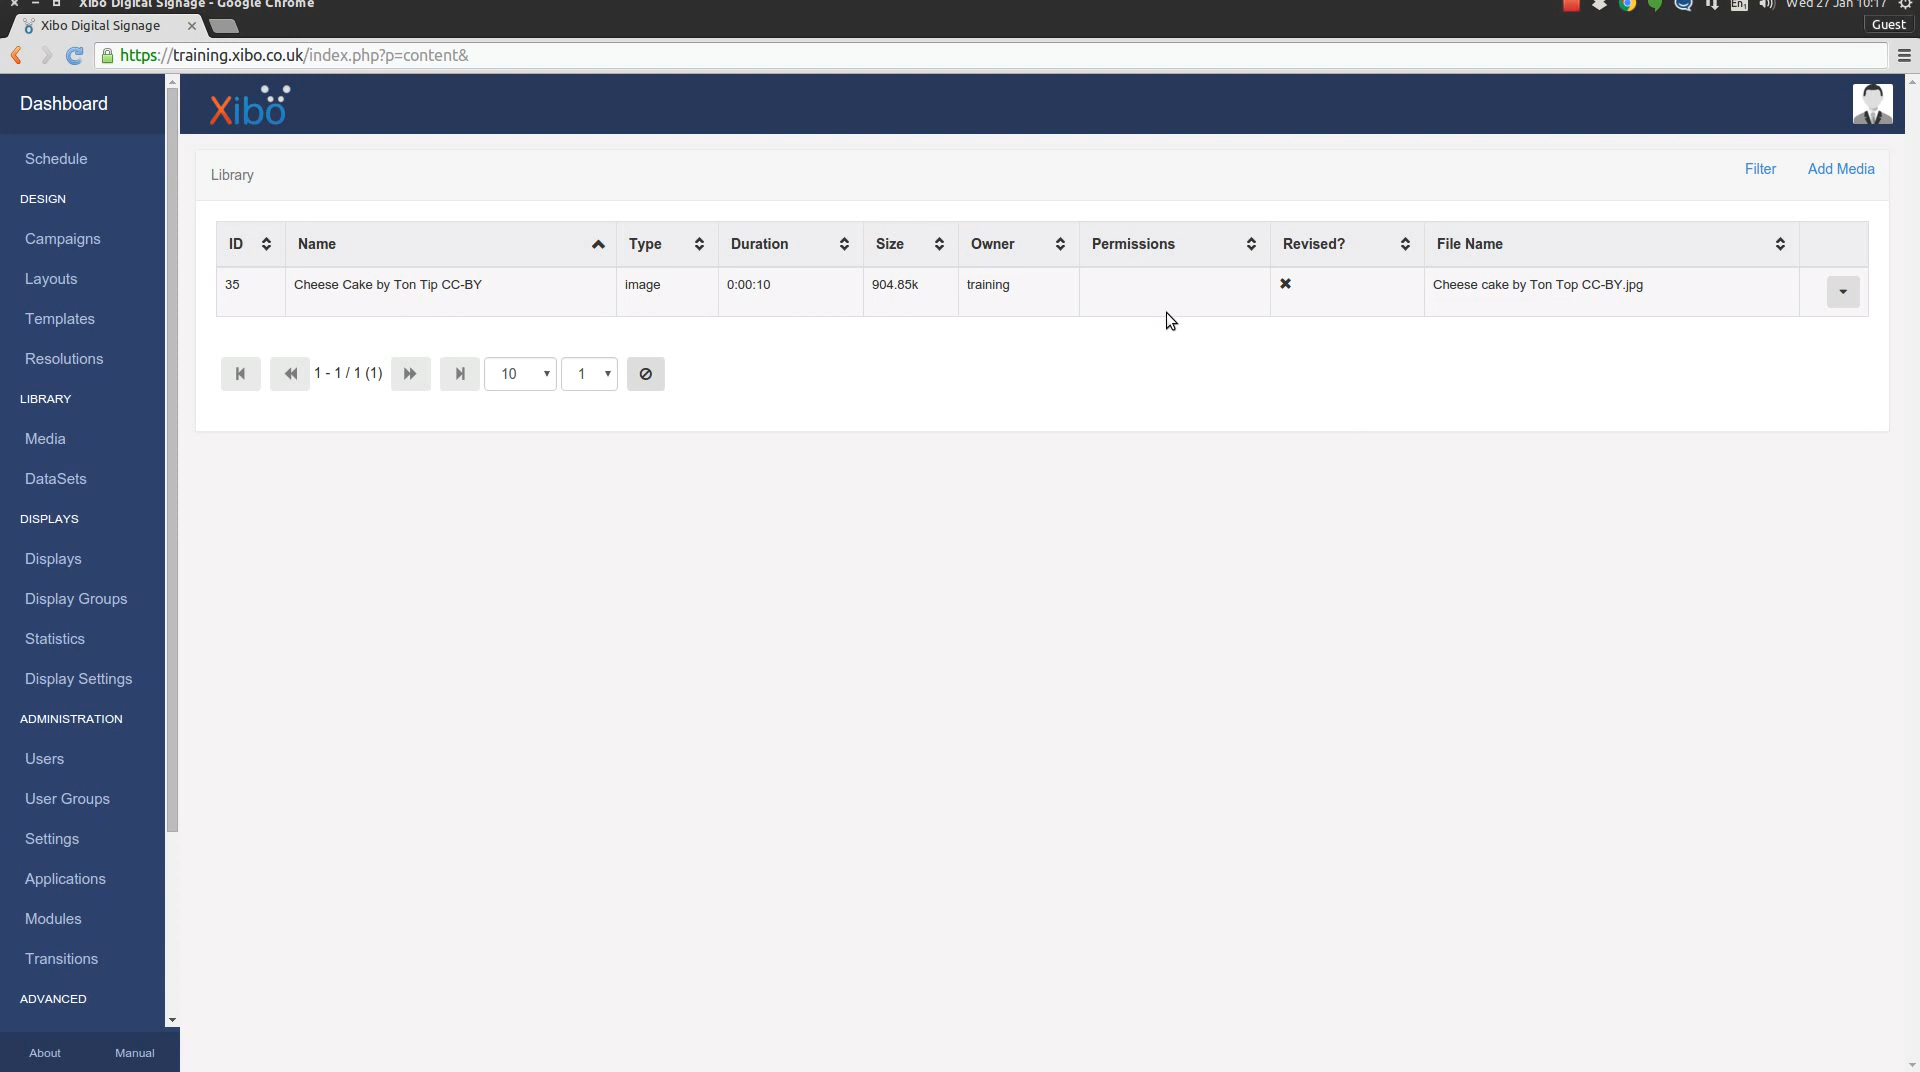 Xibo Digital Signage - Google Chrome
En1
Wed 27 Jan 10:17
Xibo Digital Signage
Guest
https://training.xibo.co.uk/index.php?p=content&
Dashboard
Xibo
Schedule
DESIGN
Campaigns
Layouts
Templates
Resolutions
LIBRARY
Media
DataSets
DISPLAYS
Displays
Display Groups
Statistics
Display Settings
ADMINISTRATION
Users
User Groups
Settings
Applications
Modules
Transitions
ADVANCED
About Manual
Library
Filter Add Media
ID Name Type Duration Size Owner Permissions Revised? File Name
35 Cheese Cake by Ton Tip CC-BY image 0:00:10 904.85k training Cheese cake by Ton Top CC-BY.jpg
1 - 1 / 1 (1) 10 1